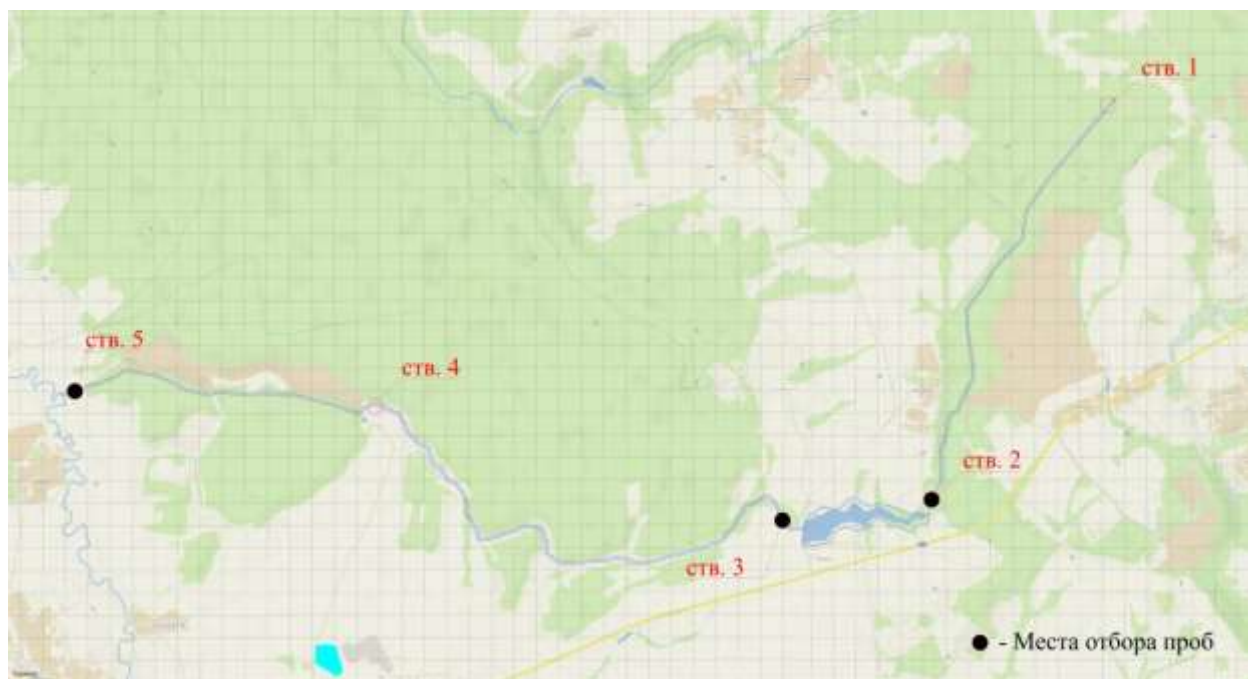 ств. 1
ств. 5
ств. 4
ств. 2
ств. 3
- Места отбора проб